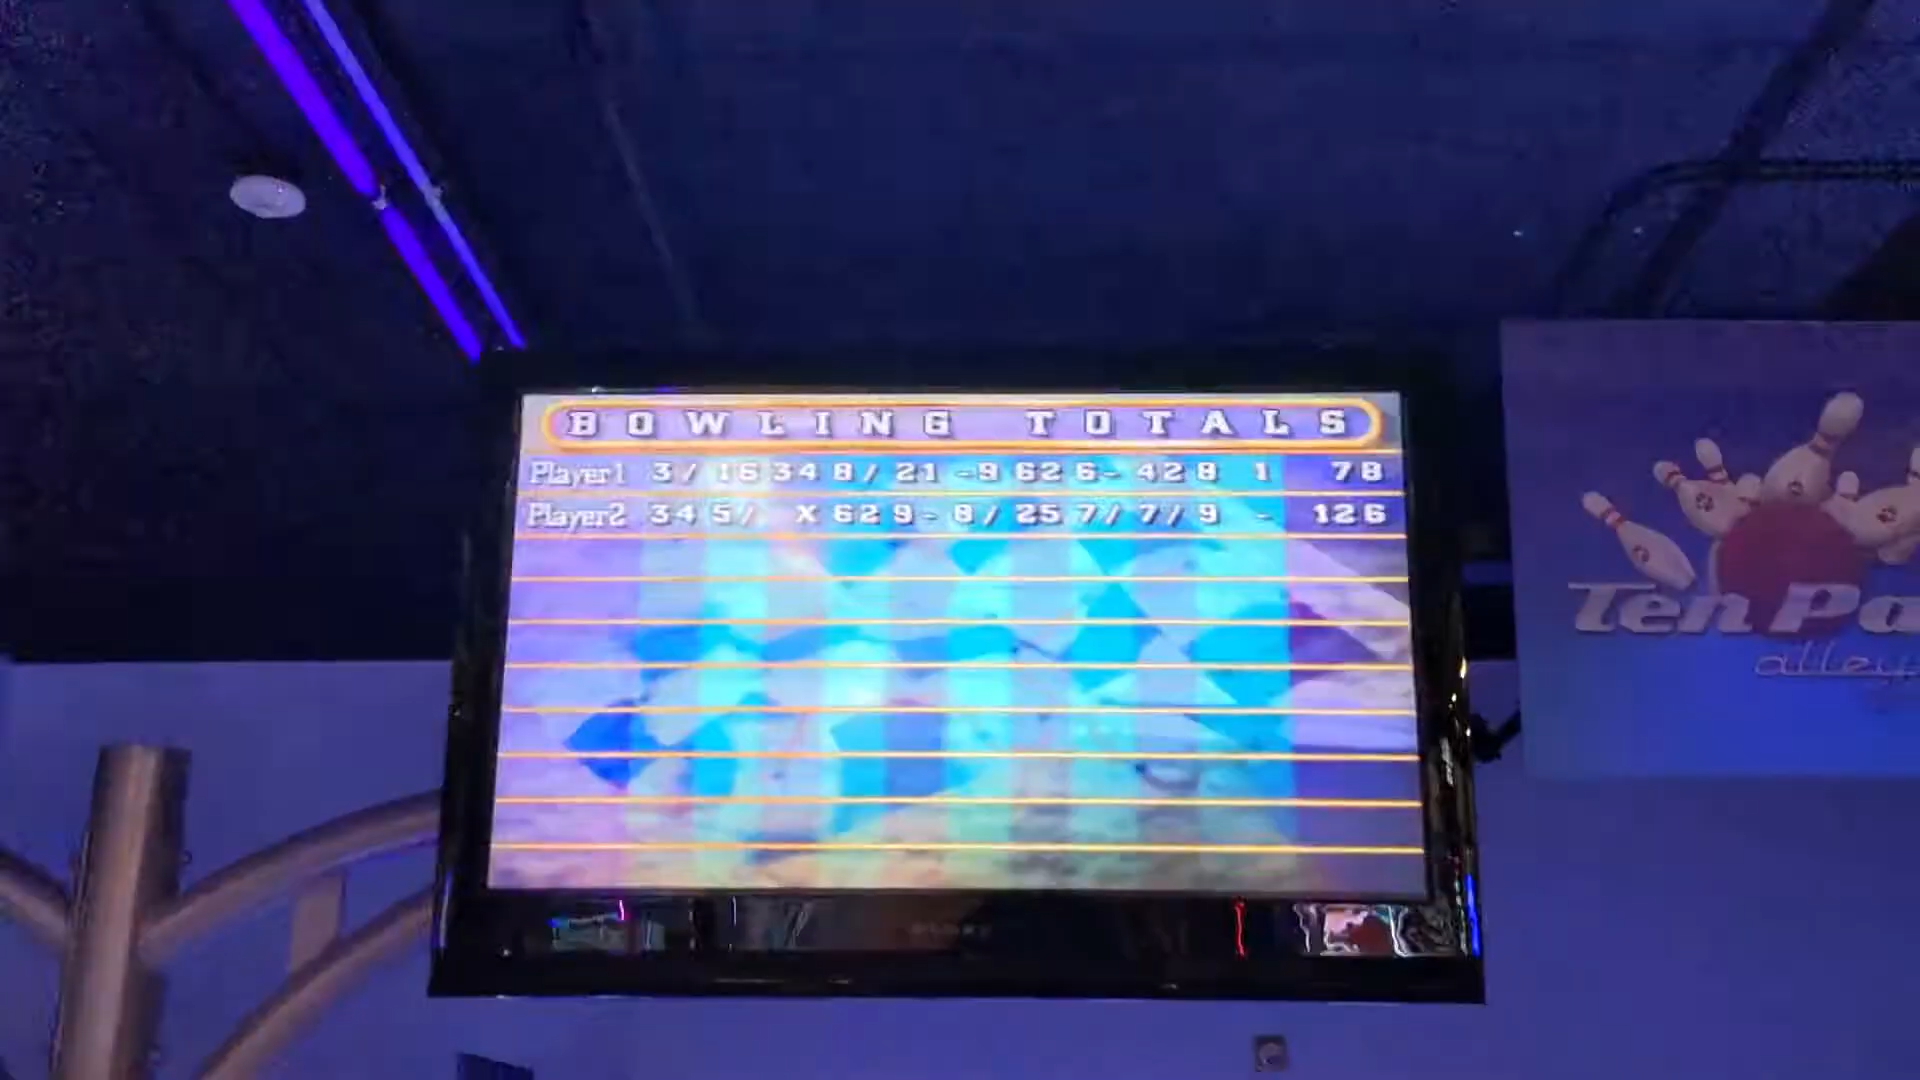 BOWLING TOTALS
Player1 3/ 16 34 8/ 21 -9 62 6- 42 8 1 78
Player2 34 5/ X 62 9- 8/ 25 7/ 7/ 9 - 126
Ten Pa
alley